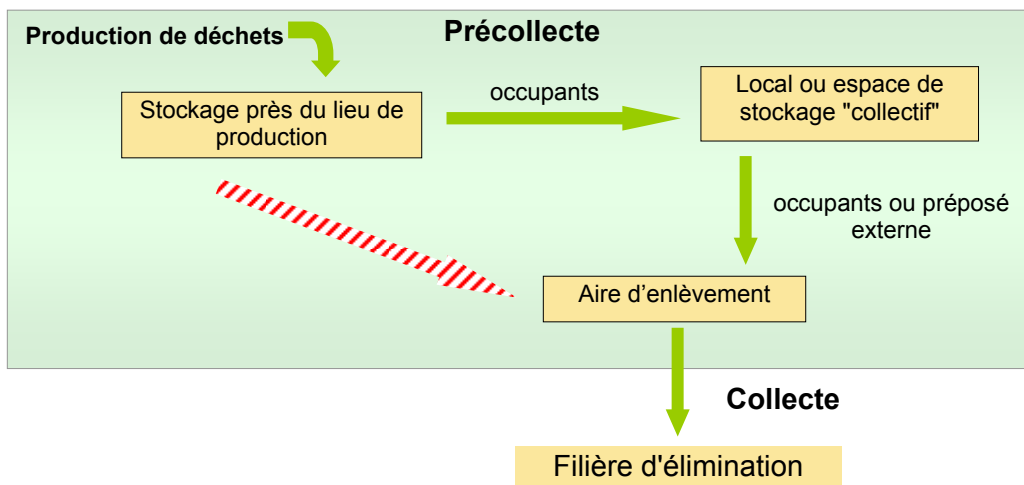 Production de déchets
Précollecte
Stockage près du lieu de
production
occupants
Local ou espace de
stockage "collectif"
occupants ou préposé
externe
Aire d’enlèvement
Collecte
Filière d'élimination